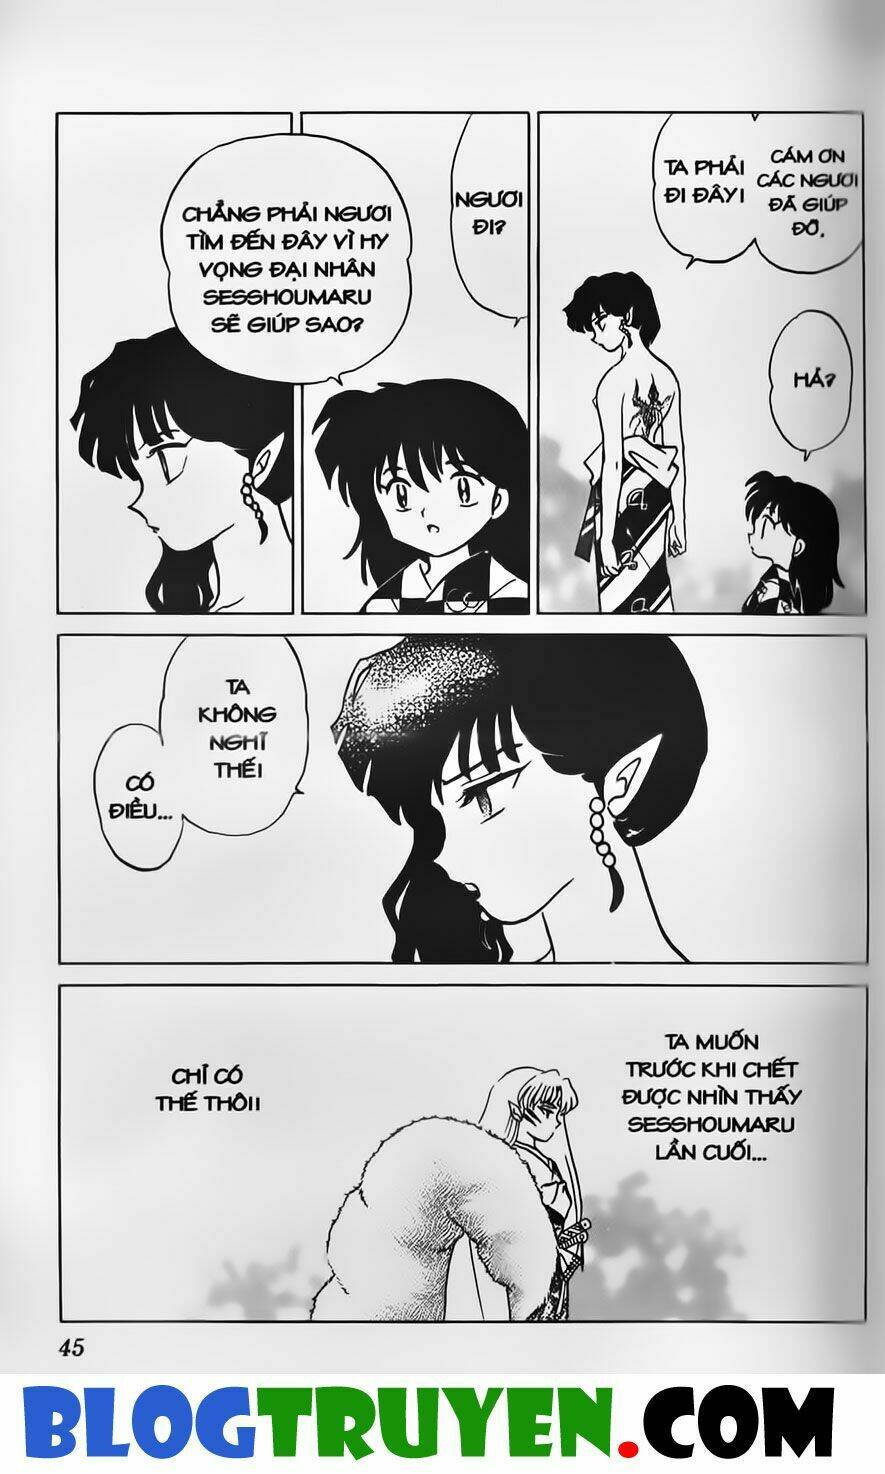 CÁM ƠN
CÁC NGƯƠI
ĐÃ GIÚP
ĐỠ.
TA PHẢI
ĐI ĐÂY!
HẢ?
NGƯƠI
ĐI?
CHẲNG PHẢI NGƯƠI
TÌM ĐẾN ĐÂY VÌ HY
VỌNG ĐẠI NHÂN
SESSHOUMARU
SẼ GIÚP SAO?
TA
KHÔNG
NGHĨ
THẾ!
CÓ
ĐIỀU...
TA MUỐN
TRƯỚC KHI CHẾT
ĐƯỢC NHÌN THẤY
SESSHOUMARU
LẦN CUỐI...
CHỈ CÓ
THẾ THÔI!
45
BLOGTRUYEN.COM